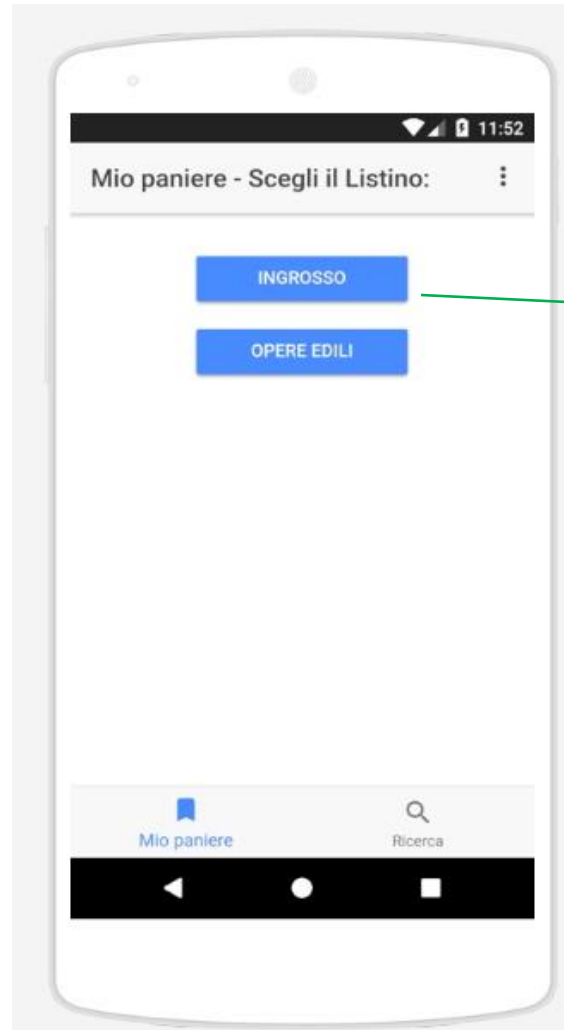 11:52
Mio paniere - Scegli il Listino:
INGROSSO
OPERE EDILI
Mio paniere
Ricerca